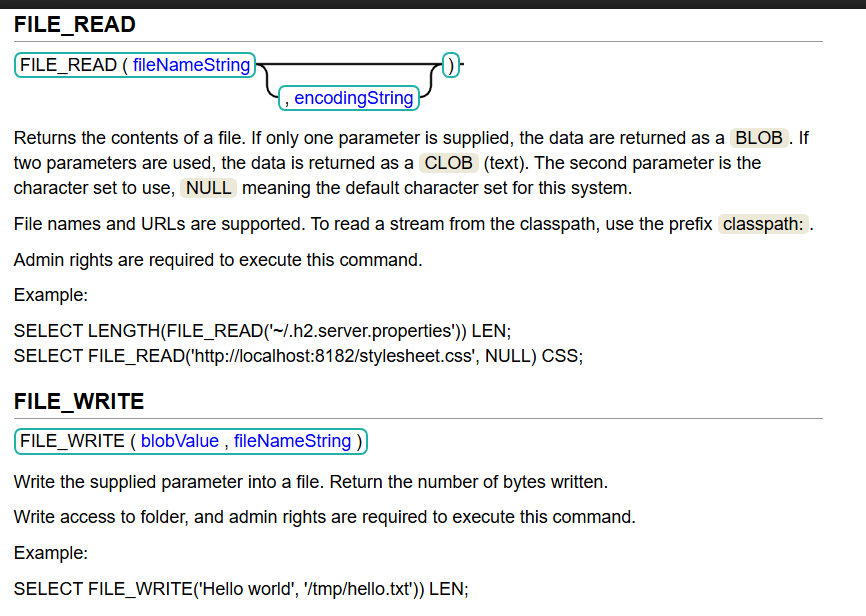 FILE_READ
FILE_READ ( fileNameString )
, encodingString
Returns the contents of a file. If only one parameter is supplied, the data are returned as a BLOB . If
two parameters are used, the data is returned as a CLOB (text). The second parameter is the
character set to use, NULL meaning the default character set for this system.
File names and URLs are supported. To read a stream from the classpath, use the prefix classpath: .
Admin rights are required to execute this command.
Example:
SELECT LENGTH(FILE_READ('~/.h2.server.properties')) LEN;
SELECT FILE_READ('http://localhost:8182/stylesheet.css', NULL) CSS;
FILE_WRITE
FILE_WRITE ( blobValue , fileNameString )
Write the supplied parameter into a file. Return the number of bytes written.
Write access to folder, and admin rights are required to execute this command.
Example:
SELECT FILE_WRITE('Hello world', '/tmp/hello.txt')) LEN;